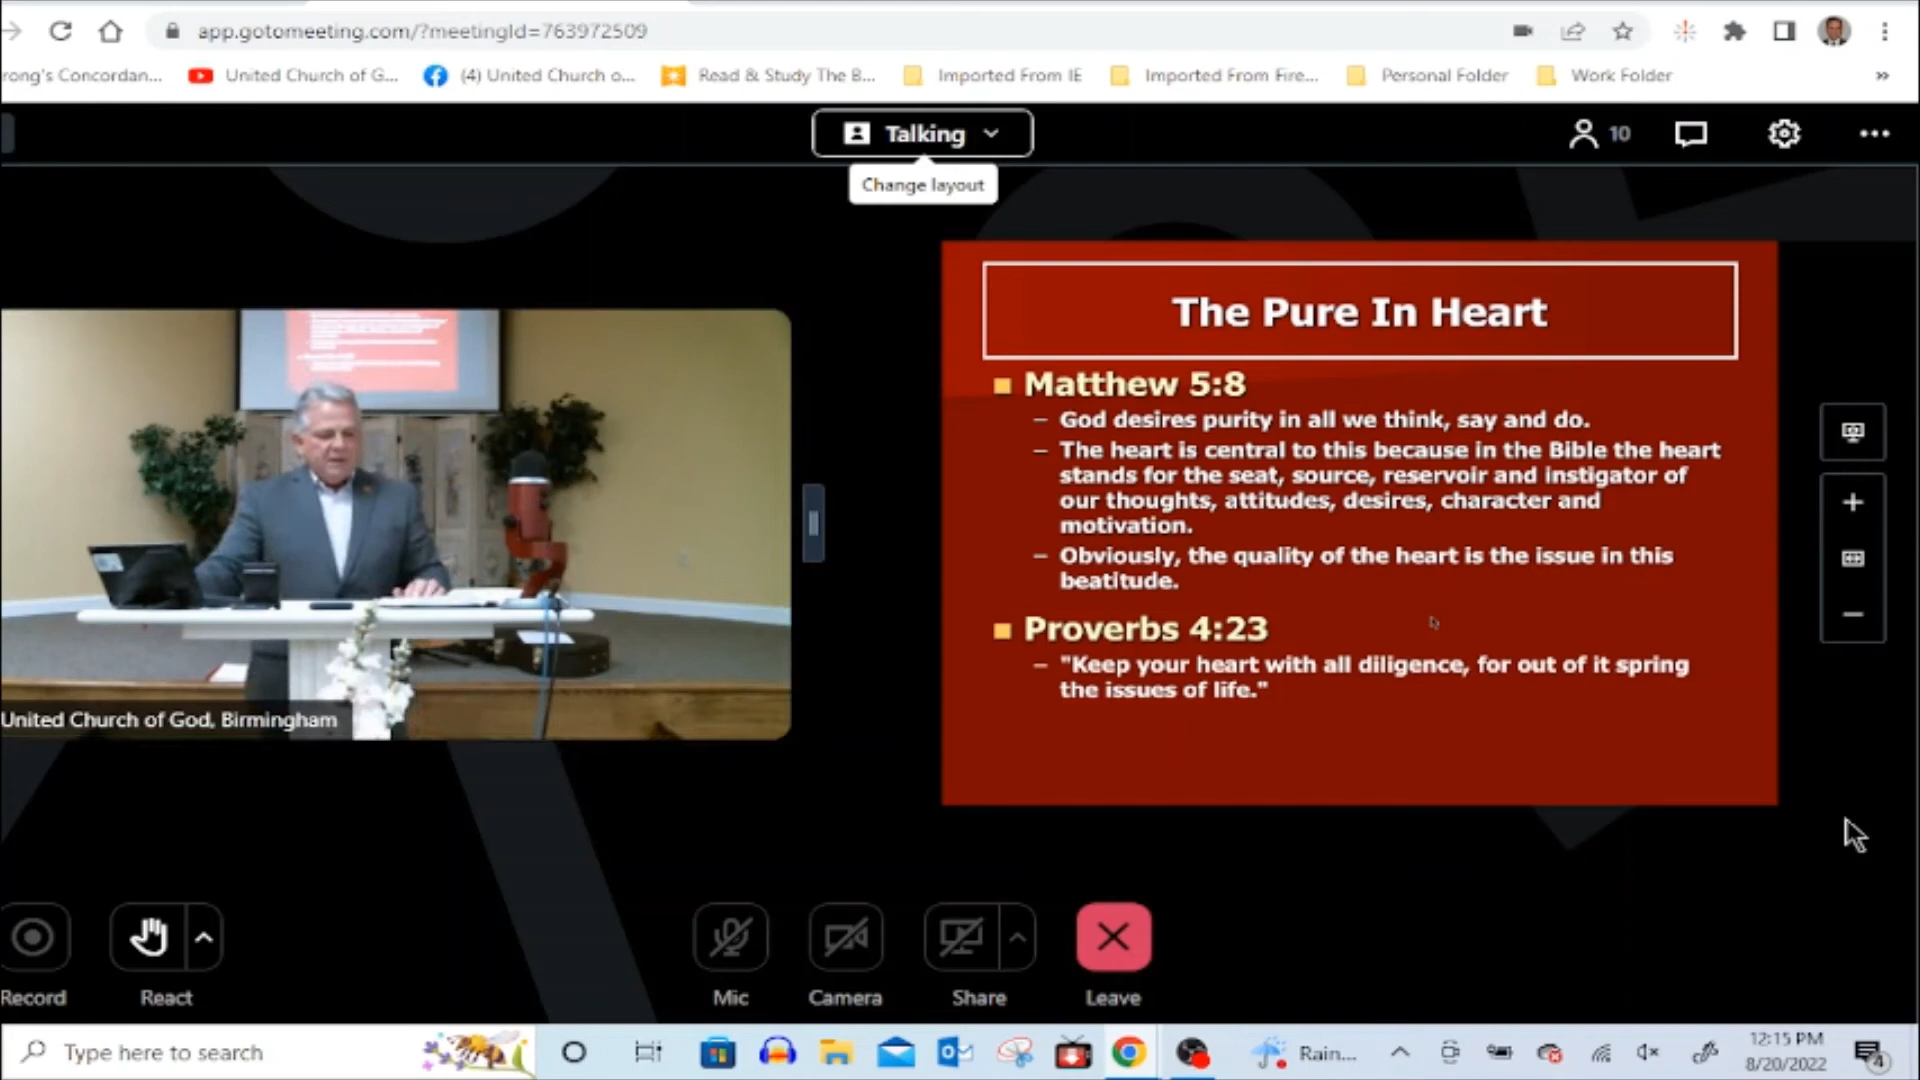 app.gotomeeting.com/?meetingId=763972509
rong's Concordan...
United Church of G...
(4) United Church o...
Read & Study The B...
Imported From IE
Imported From Fire...
Personal Folder
Work Folder
»
Talking
10
Change layout
The Pure In Heart
Matthew 5:8
– God desires purity in all we think, say and do.
– The heart is central to this because in the Bible the heart
stands for the seat, source, reservoir and instigator of
our thoughts, attitudes, desires, character and
motivation.
– Obviously, the quality of the heart is the issue in this
beatitude.
Proverbs 4:23
– "Keep your heart with all diligence, for out of it spring
the issues of life."
United Church of God, Birmingham
Record
React
Mic
Camera
Share
Leave
Type here to search
Rain...
12:15 PM
8/20/2022
4